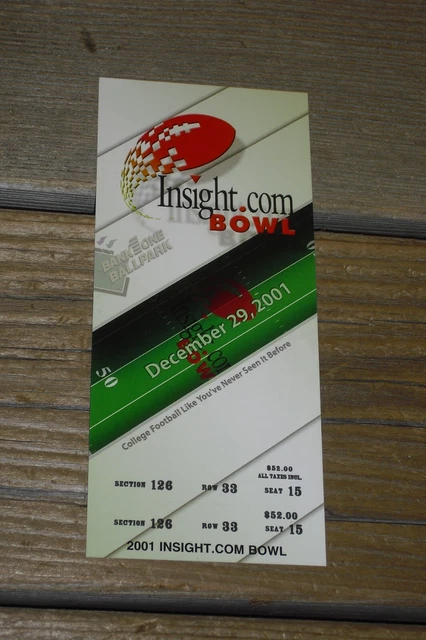 Insight.com
BOWL
BANK ONE
BALLPARK
December 29, 2001
50
College Football Like You've Never Seen It Before
$52.00
ALL TAXES INCL.
SECTION 126 ROW 33 SEAT 15
$52.00
SECTION 126 ROW 33 SEAT 15
2001 INSIGHT.COM BOWL